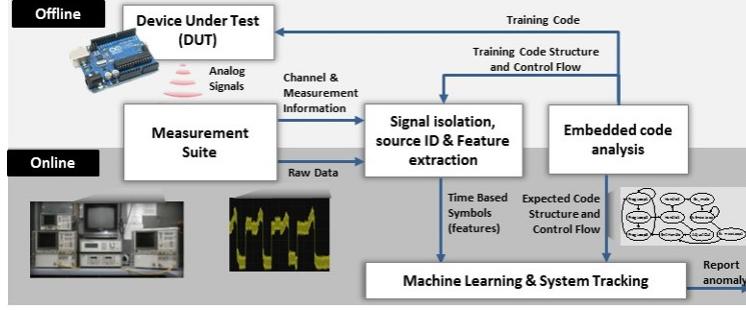 Offline
Device Under Test
(DUT)
Training Code
Training Code Structure
and Control Flow
Analog
Signals
Channel &
Measurement
Information
Measurement
Suite
Signal isolation,
source ID & Feature
extraction
Embedded code
analysis
Online
Raw Data
Time Based
Symbols
(features)
Expected Code
Structure and
Control Flow
Machine Learning & System Tracking
Report
anomaly